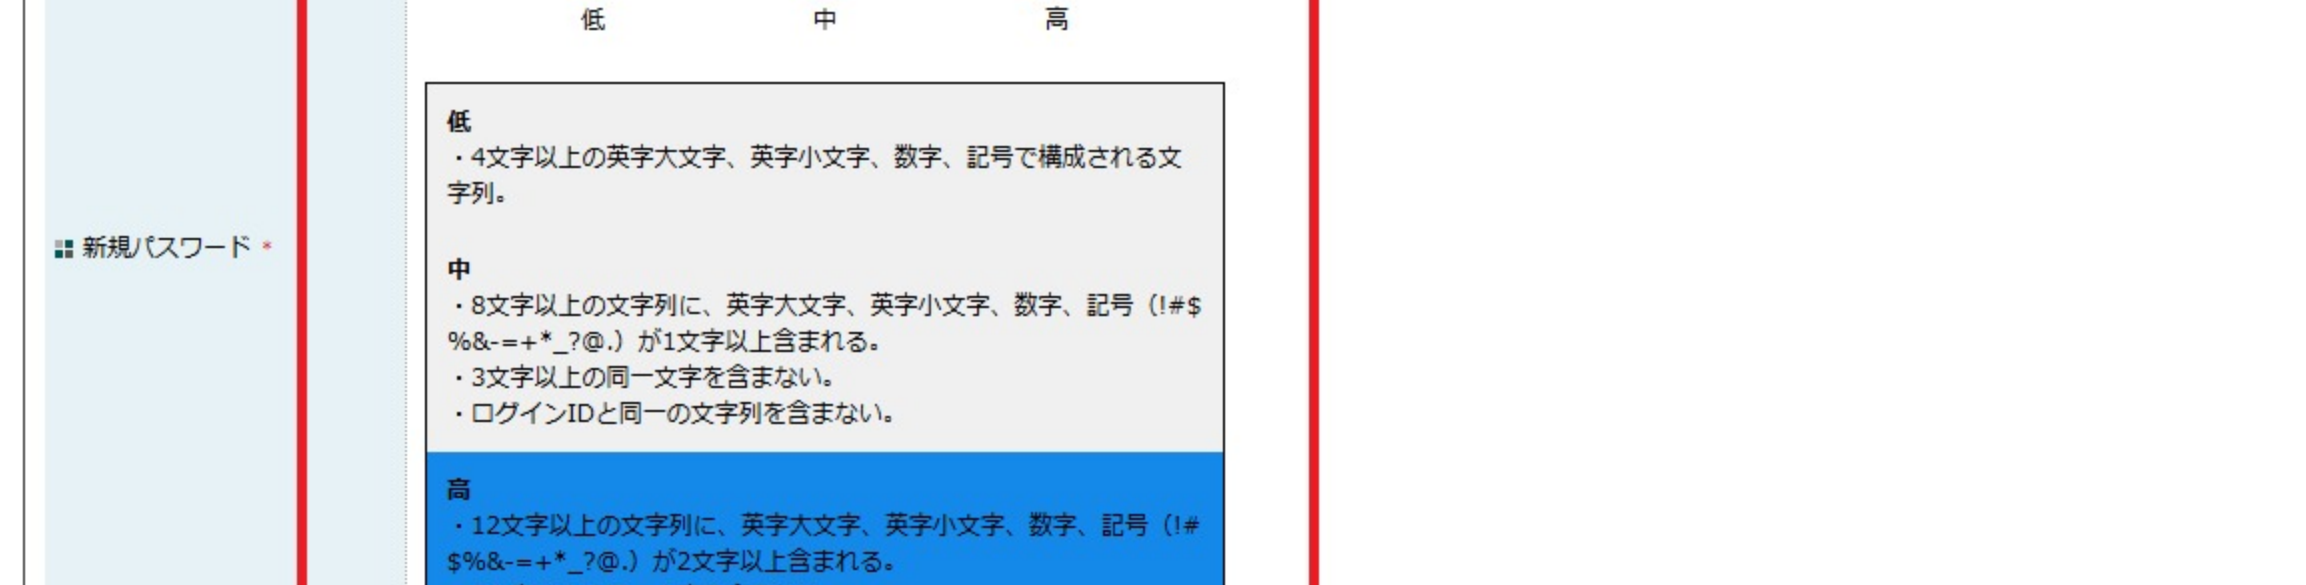 低 中 高
低
・4文字以上の英字大文字、英字小文字、数字、記号で構成される文
字列。
新規パスワード *
中
・8文字以上の文字列に、英字大文字、英字小文字、数字、記号（!#$
%&-=+*_?@.）が1文字以上含まれる。
・3文字以上の同一文字を含まない。
・ログインIDと同一の文字列を含まない。
高
・12文字以上の文字列に、英字大文字、英字小文字、数字、記号（!#
$%&-=+*_?@.）が2文字以上含まれる。